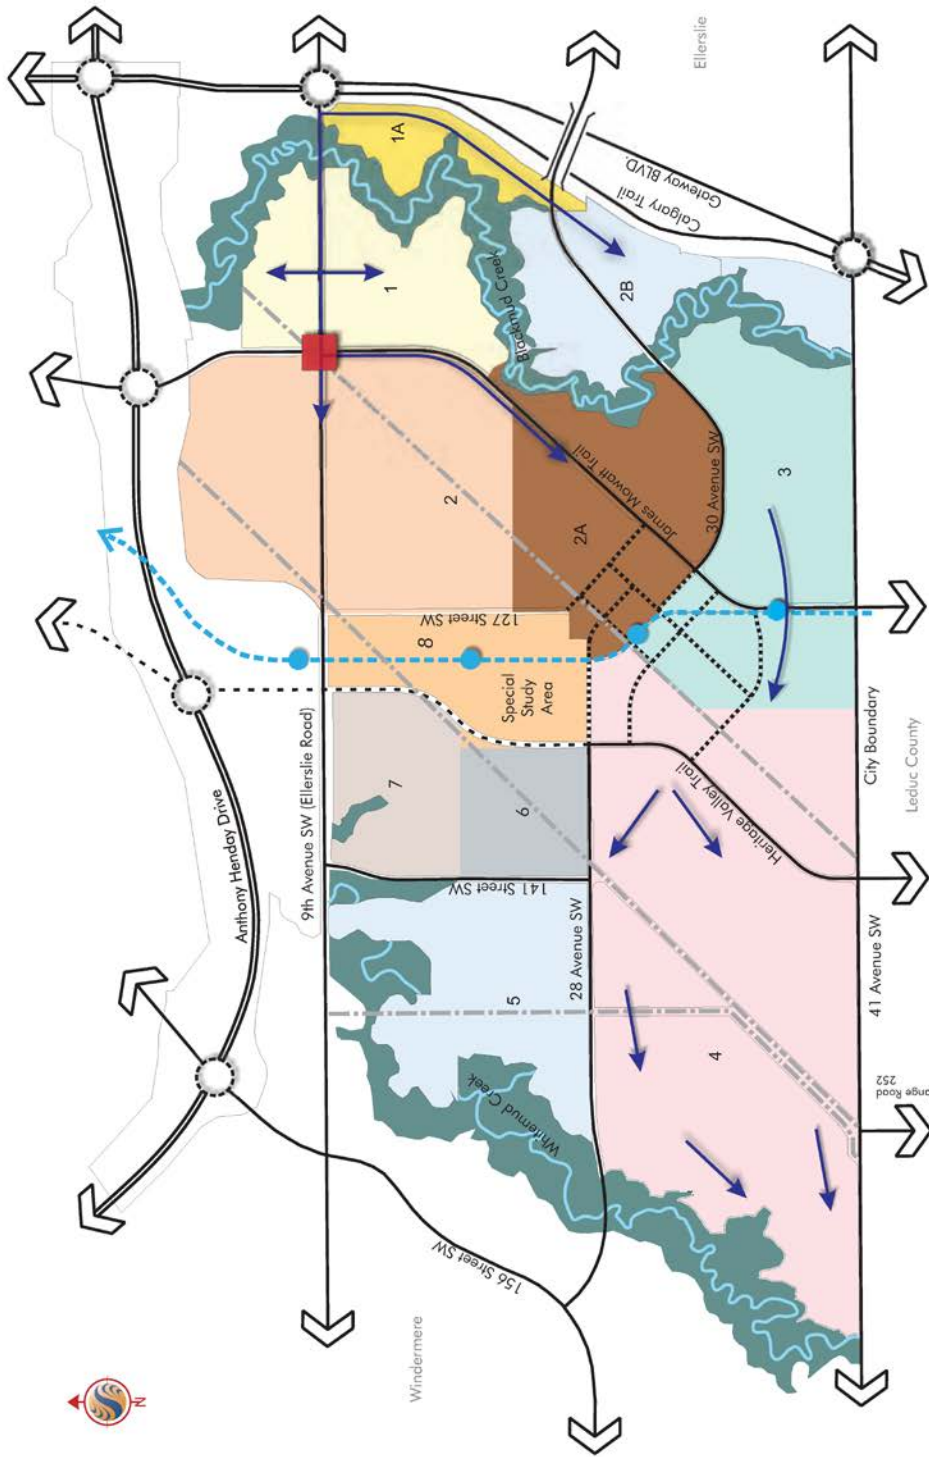 Ellerslie
1A
Gateway BLVD.
Calgary Trail
1
Blackmud Creek
2B
2
2A
James Mowatt Trail
30 Avenue SW
3
127 Street SW
8
Special
Study
Area
Anthony Henday Drive
9th Avenue SW (Ellerslie Road)
7
6
141 Street SW
28 Avenue SW
Heritage Valley Trail
City Boundary
Leduc County
5
4
41 Avenue SW
ange Road
252
Whitemud Creek
156 Street SW
Windermere
N